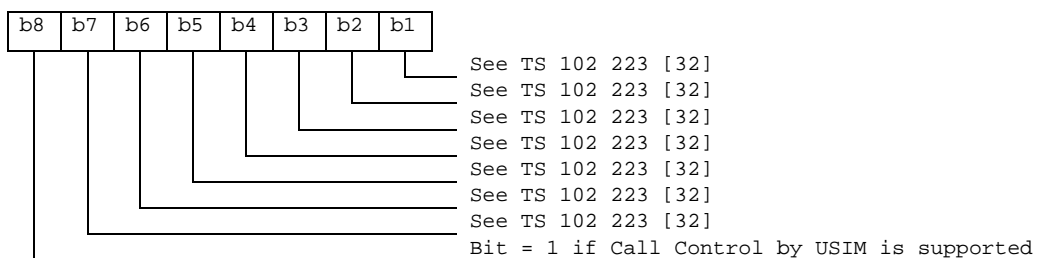 b8 b7 b6 b5 b4 b3 b2 b1
See TS 102 223 [32]
See TS 102 223 [32]
See TS 102 223 [32]
See TS 102 223 [32]
See TS 102 223 [32]
See TS 102 223 [32]
See TS 102 223 [32]
Bit = 1 if Call Control by USIM is supported